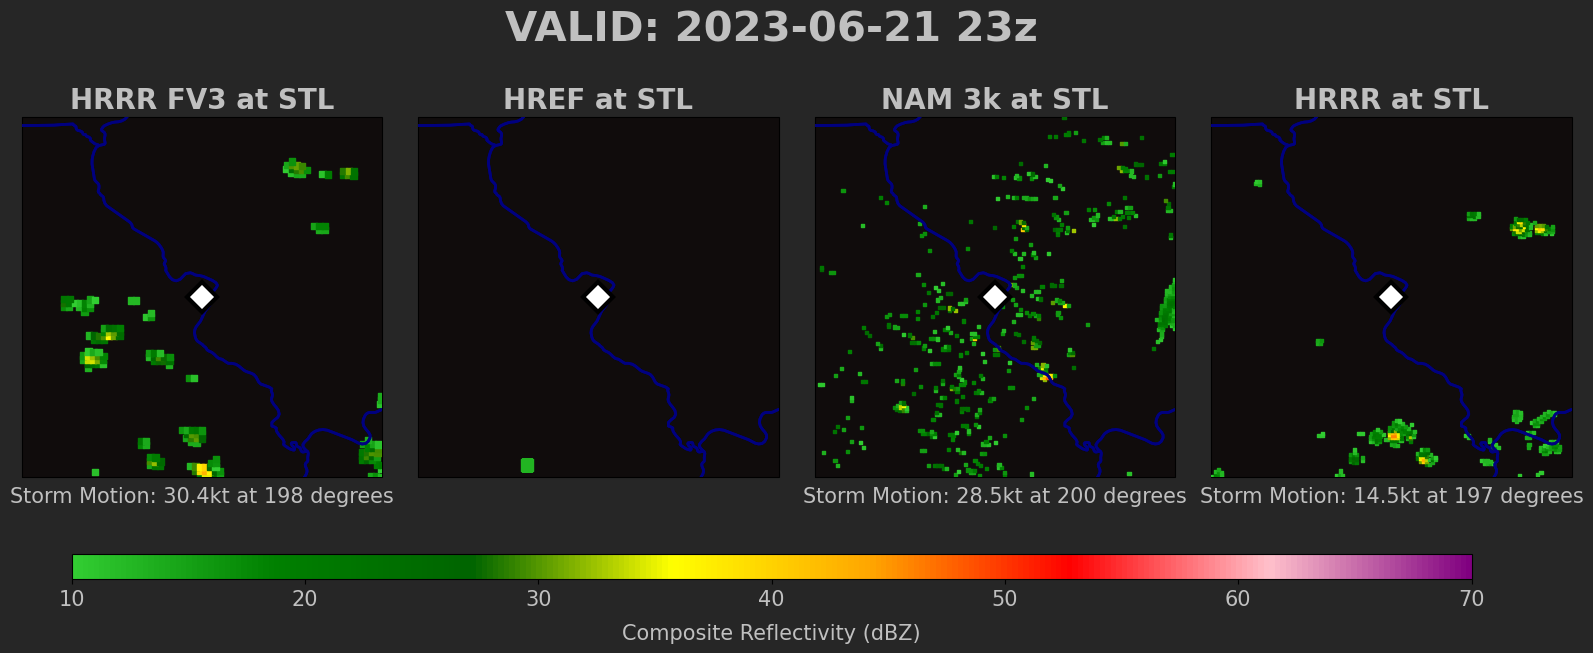 VALID: 2023-06-21 23z
HRRR FV3 at STL
HREF at STL
NAM 3k at STL
HRRR at STL
Storm Motion: 30.4kt at 198 degrees
Storm Motion: 28.5kt at 200 degrees
Storm Motion: 14.5kt at 197 degrees
10 20 30 40 50 60 70
Composite Reflectivity (dBZ)